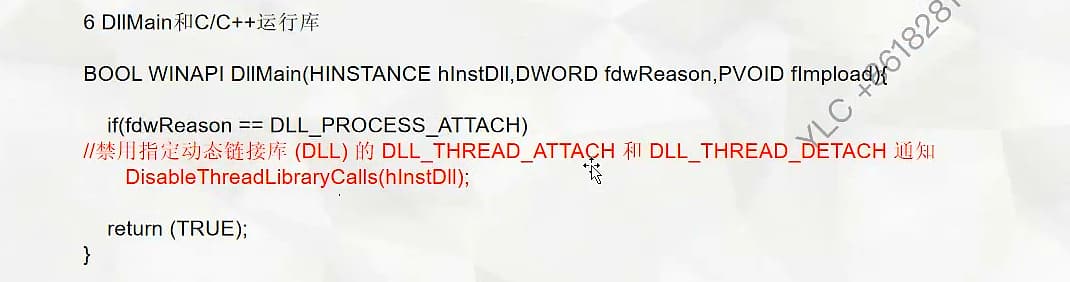 6 DllMain和C/C++运行库
BOOL WINAPI DllMain(HINSTANCE hInstDll,DWORD fdwReason,PVOID fImpload){
if(fdwReason == DLL_PROCESS_ATTACH)
//禁用指定动态链接库 (DLL) 的 DLL_THREAD_ATTACH 和 DLL_THREAD_DETACH 通知
DisableThreadLibraryCalls(hInstDll);
return (TRUE);
}
YLC